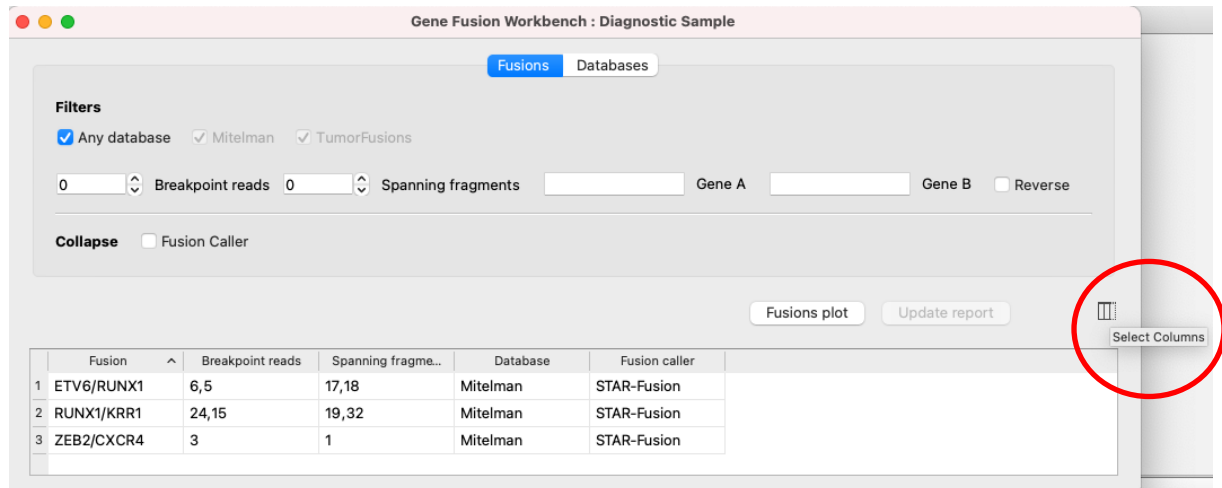 Gene Fusion Workbench : Diagnostic Sample
Fusions Databases
Filters
Any database Mitelman TumorFusions
0 Breakpoint reads 0 Spanning fragments Gene A Gene B Reverse
Collapse Fusion Caller
Fusions plot Update report
Select Columns
Fusion Breakpoint reads Spanning fragme... Database Fusion caller
1 ETV6/RUNX1 6,5 17,18 Mitelman STAR-Fusion
2 RUNX1/KRR1 24,15 19,32 Mitelman STAR-Fusion
3 ZEB2/CXCR4 3 1 Mitelman STAR-Fusion